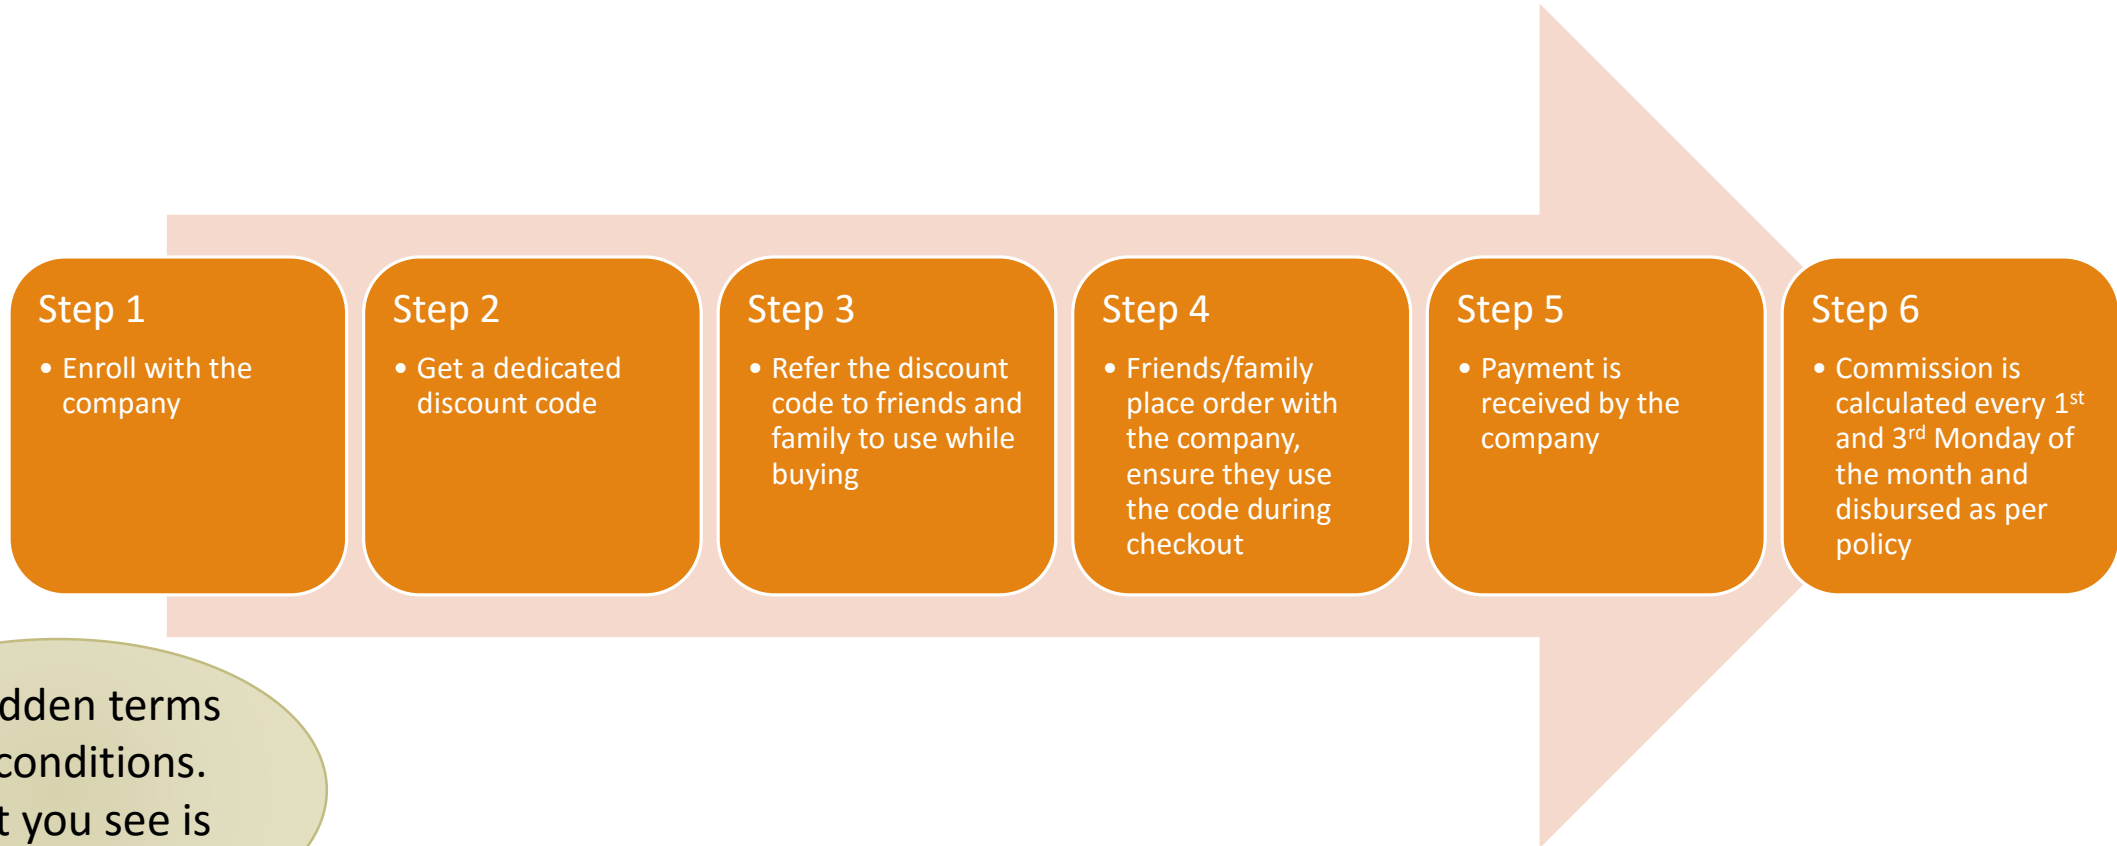 Step 1
• Enroll with the
company
Step 2
• Get a dedicated
discount code
Step 3
• Refer the discount
code to friends and
family to use while
buying
Step 4
• Friends/family
place order with
the company,
ensure they use
the code during
checkout
Step 5
• Payment is
received by the
company
Step 6
• Commission is
calculated every 1st
and 3rd Monday of
the month and
disbursed as per
policy
terms
conditions.
you see is